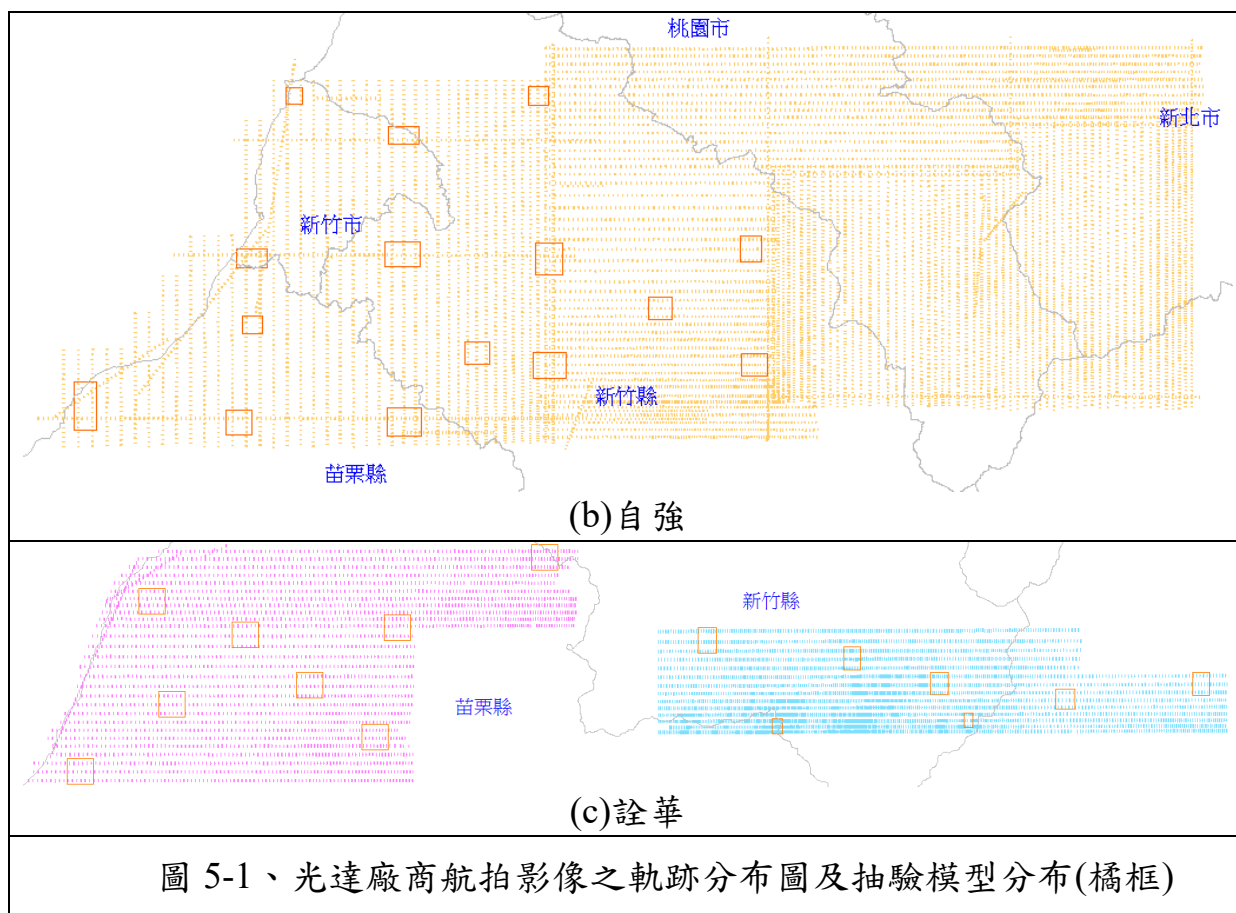 桃園市
新北市
新竹市
新竹縣
苗栗縣
(b)自強
新竹縣
苗栗縣
(c)詮華
圖 5-1、光達廠商航拍影像之軌跡分布圖及抽驗模型分布(橘框)